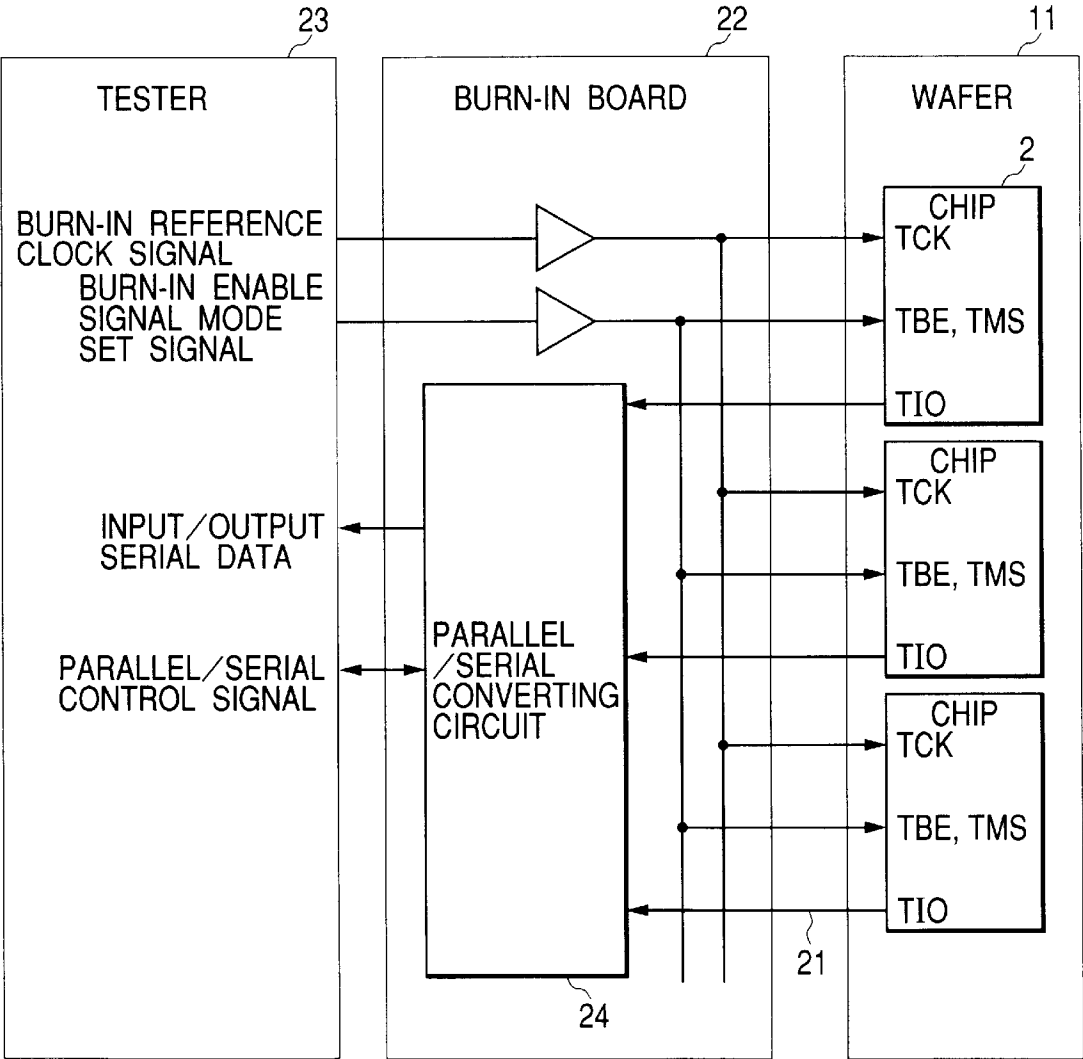 23
22
11
TESTER
BURN-IN BOARD
WAFER
2
BURN-IN REFERENCE
CLOCK SIGNAL
BURN-IN ENABLE
SIGNAL MODE
SET SIGNAL
CHIP
TCK
TBE, TMS
TIO
CHIP
TCK
TBE, TMS
TIO
INPUT/OUTPUT
SERIAL DATA
PARALLEL/SERIAL
CONTROL SIGNAL
PARALLEL
/SERIAL
CONVERTING
CIRCUIT
CHIP
TCK
TBE, TMS
TIO
21
24